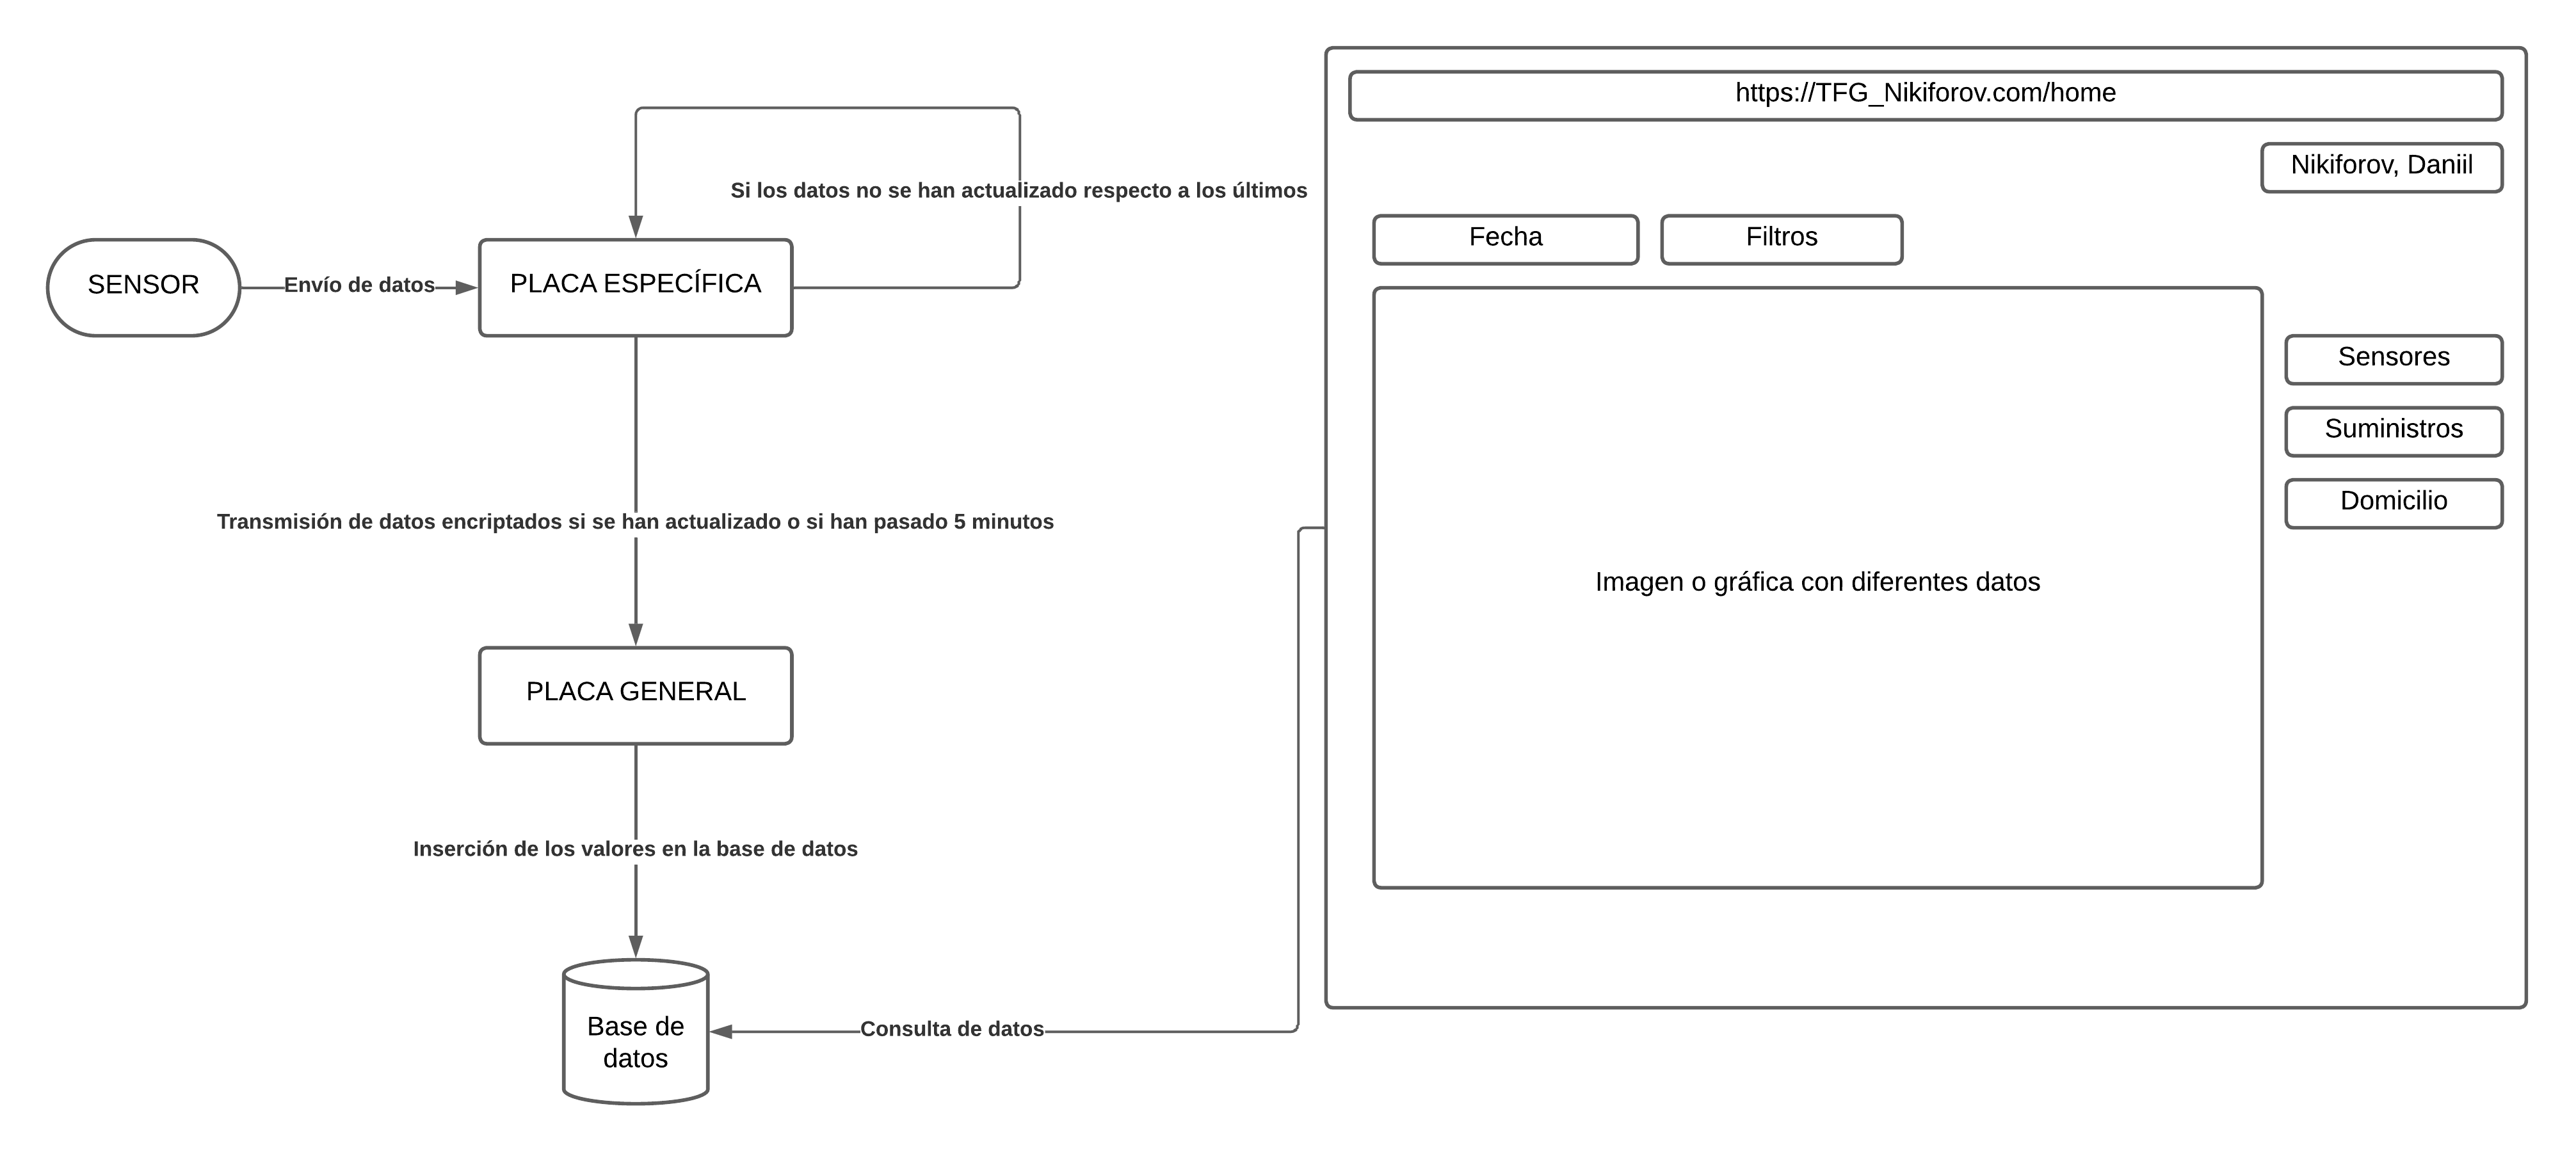 https://TFG_Nikiforov.com/home
Nikiforov, Daniil
Si los datos no se han actualizado respecto a los últimos
Fecha
Filtros
SENSOR
Envío de datos
PLACA ESPECÍFICA
Sensores
Suministros
Domicilio
Transmisión de datos encriptados si se han actualizado o si han pasado 5 minutos
Imagen o gráfica con diferentes datos
PLACA GENERAL
Inserción de los valores en la base de datos
Base de
datos
Consulta de datos